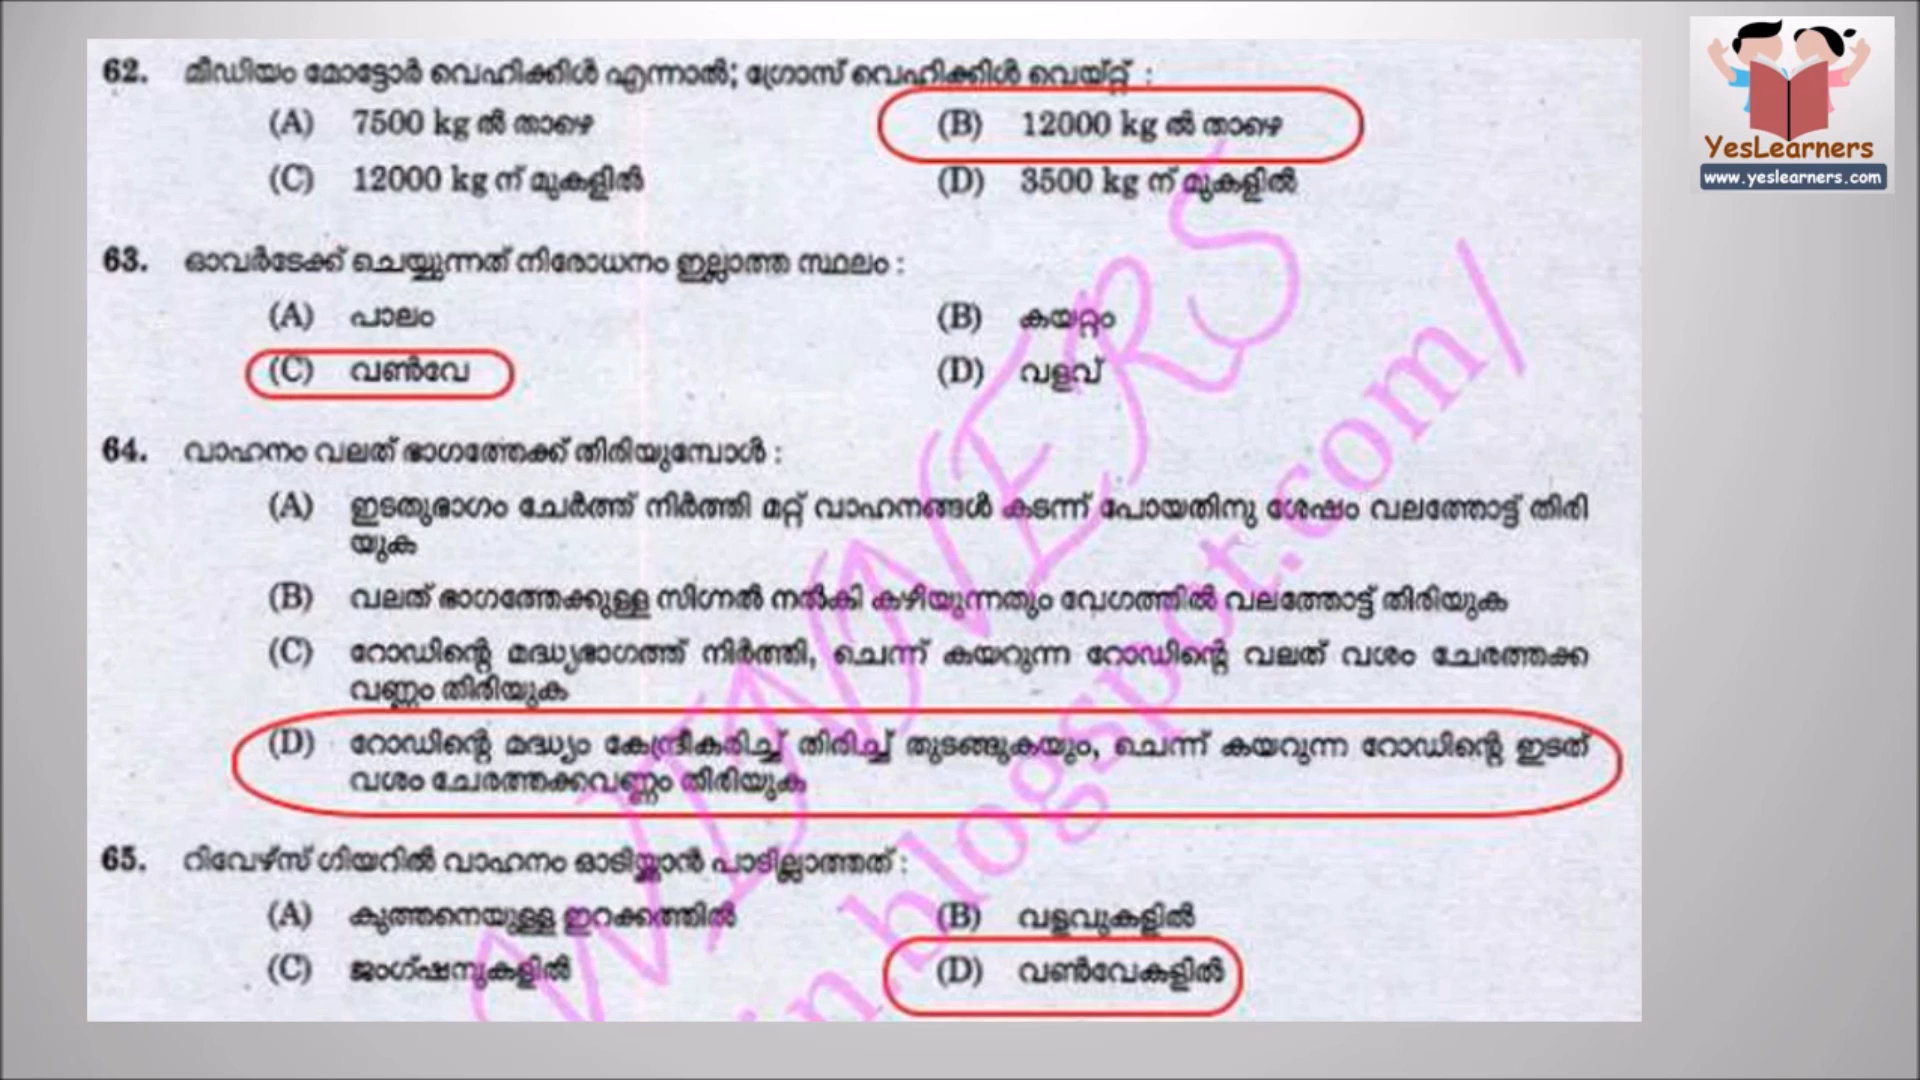 62. മീഡിയം മോട്ടോർ വെഹിക്കിൾ എന്നാൽ; ഗ്രോസ് വെഹിക്കിൾ വെയ്റ്റ് :
(A) 7500 kg ൽ താഴെ (B) 12000 kg ൽ താഴെ
(C) 12000 kg ന് മുകളിൽ (D) 3500 kg ന് മുകളിൽ
63. ഓവർടേക്ക് ചെയ്യുന്നത് നിരോധനം ഇല്ലാത്ത സ്ഥലം :
(A) പാലം (B) കയറ്റം
(C) വൺവേ (D) വളവ്
64. വാഹനം വലത് ഭാഗത്തേക്ക് തിരിയുമ്പോൾ :
(A) ഇടതുഭാഗം ചേർത്ത് നിർത്തി മറ്റ് വാഹനങ്ങൾ കടന്ന് പോയതിനു ശേഷം വലത്തോട്ട് തിരി
യുക
(B) വലത് ഭാഗത്തേക്കുള്ള സിഗ്നൽ നൽകി കഴിയുന്നതും വേഗത്തിൽ വലത്തോട്ട് തിരിയുക
(C) റോഡിന്റെ മദ്ധ്യഭാഗത്ത് നിർത്തി, ചെന്ന് കയറുന്ന റോഡിന്റെ വലത് വശം ചേരത്തക്ക
വണ്ണം തിരിയുക
(D) റോഡിന്റെ മദ്ധ്യം കേന്ദ്രീകരിച്ച് തിരിച്ച് തുടങ്ങുകയും, ചെന്ന് കയറുന്ന റോഡിന്റെ ഇടത്
വശം ചേരത്തക്കവണ്ണം തിരിയുക
65. റിവേഴ്സ് ഗിയറിൽ വാഹനം ഓടിയ്ക്കാൻ പാടില്ലാത്തത് :
(A) കുത്തനെയുള്ള ഇറക്കത്തിൽ (B) വളവുകളിൽ
(C) ജംഗ്ഷനുകളിൽ (D) വൺവേകളിൽ
YesLearners
www.yeslearners.com
in.blogspot.com/